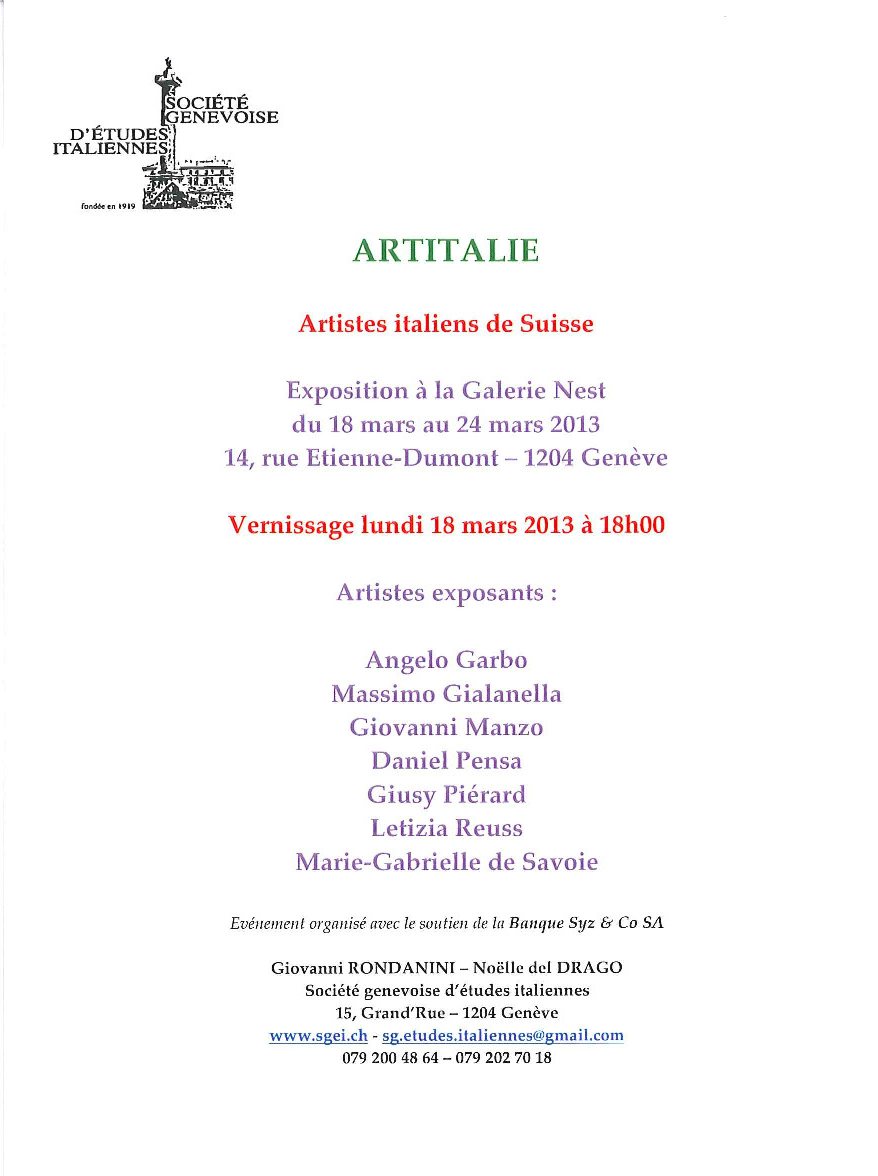 SOCIÉTÉ
GENEVOISE
D'ÉTUDES
ITALIENNES
fondée en 1919
ARTITALIE
Artistes italiens de Suisse
Exposition à la Galerie Nest
du 18 mars au 24 mars 2013
14, rue Etienne-Dumont – 1204 Genève
Vernissage lundi 18 mars 2013 à 18h00
Artistes exposants :
Angelo Garbo
Massimo Gialanella
Giovanni Manzo
Daniel Pensa
Giusy Piérard
Letizia Reuss
Marie-Gabrielle de Savoie
Evénement organisé avec le soutien de la Banque Syz & Co SA
Giovanni RONDANINI – Noëlle del DRAGO
Société genevoise d'études italiennes
15, Grand'Rue – 1204 Genève
www.sgei.ch - sg.etudes.italiennes@gmail.com
079 200 48 64 – 079 202 70 18